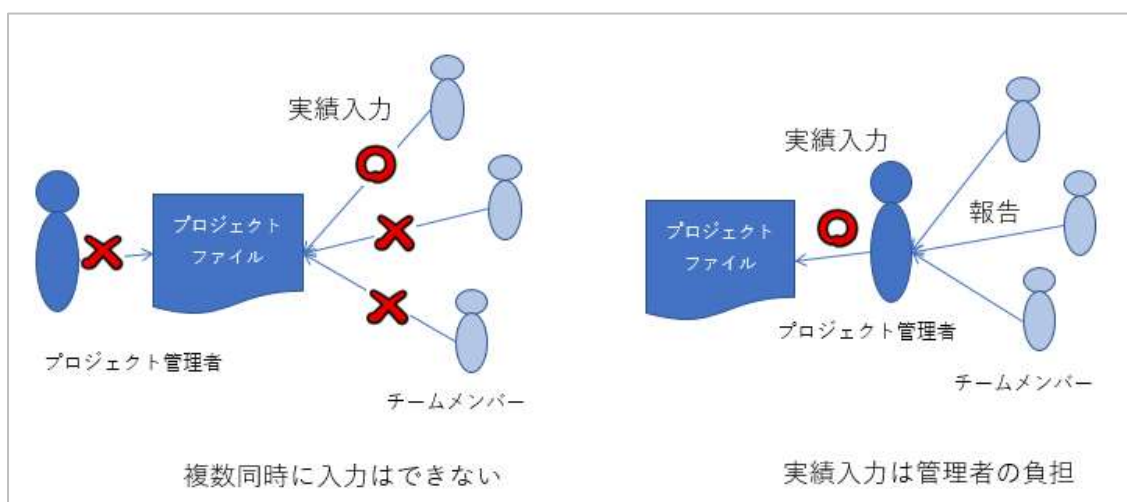 実績入力
プロジェクト
ファイル
プロジェクト管理者
チームメンバー
複数同時に入力はできない
実績入力
報告
プロジェクト
ファイル
プロジェクト管理者
チームメンバー
実績入力は管理者の負担